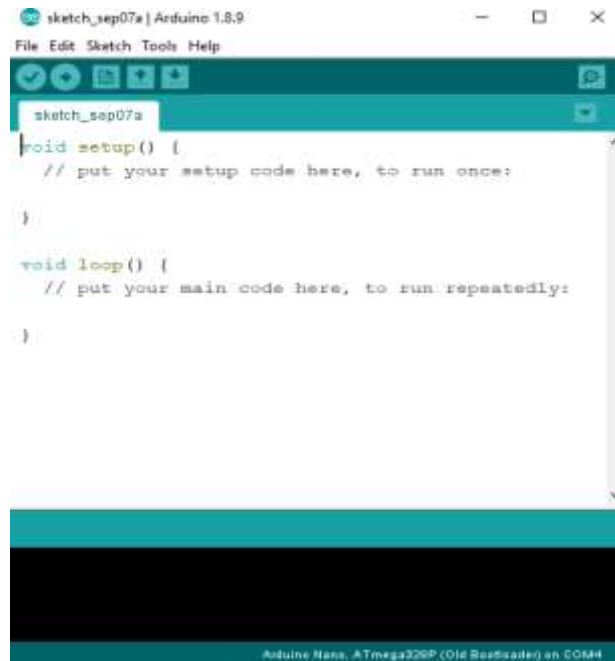 sketch_sep07a | Arduino 1.8.9
File Edit Sketch Tools Help
sketch_sep07a
void setup() {
  // put your setup code here, to run once:
}
void loop() {
  // put your main code here, to run repeatedly:
}
Arduino Nano, ATmega328P (Old Bootloader) on COM4